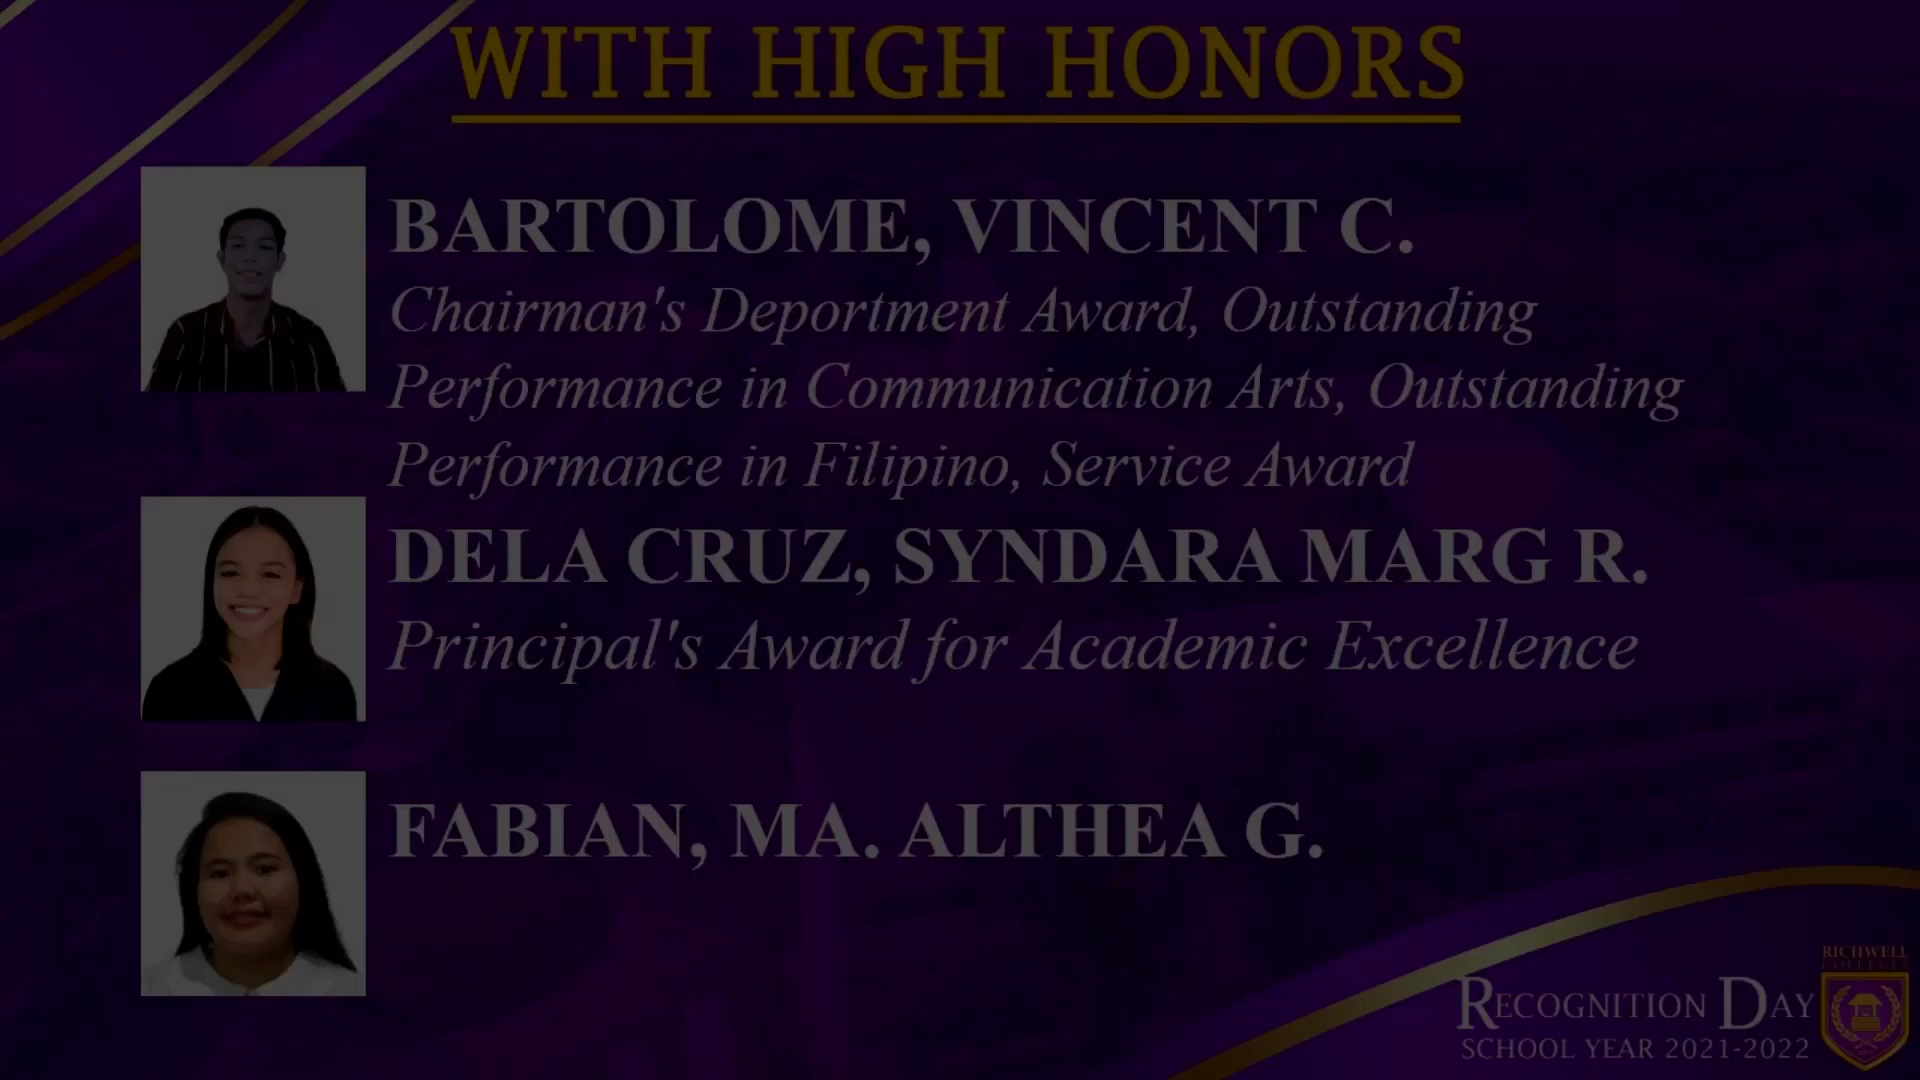 WITH HIGH HONORS
BARTOLOME, VINCENT C.
Chairman's Deportment Award, Outstanding
Performance in Communication Arts, Outstanding
Performance in Filipino, Service Award
DELA CRUZ, SYNDARA MARG R.
Principal's Award for Academic Excellence
FABIAN, MA. ALTHEA G.
RICHWELL
COLLEGES
RECOGNITION DAY
SCHOOL YEAR 2021-2022